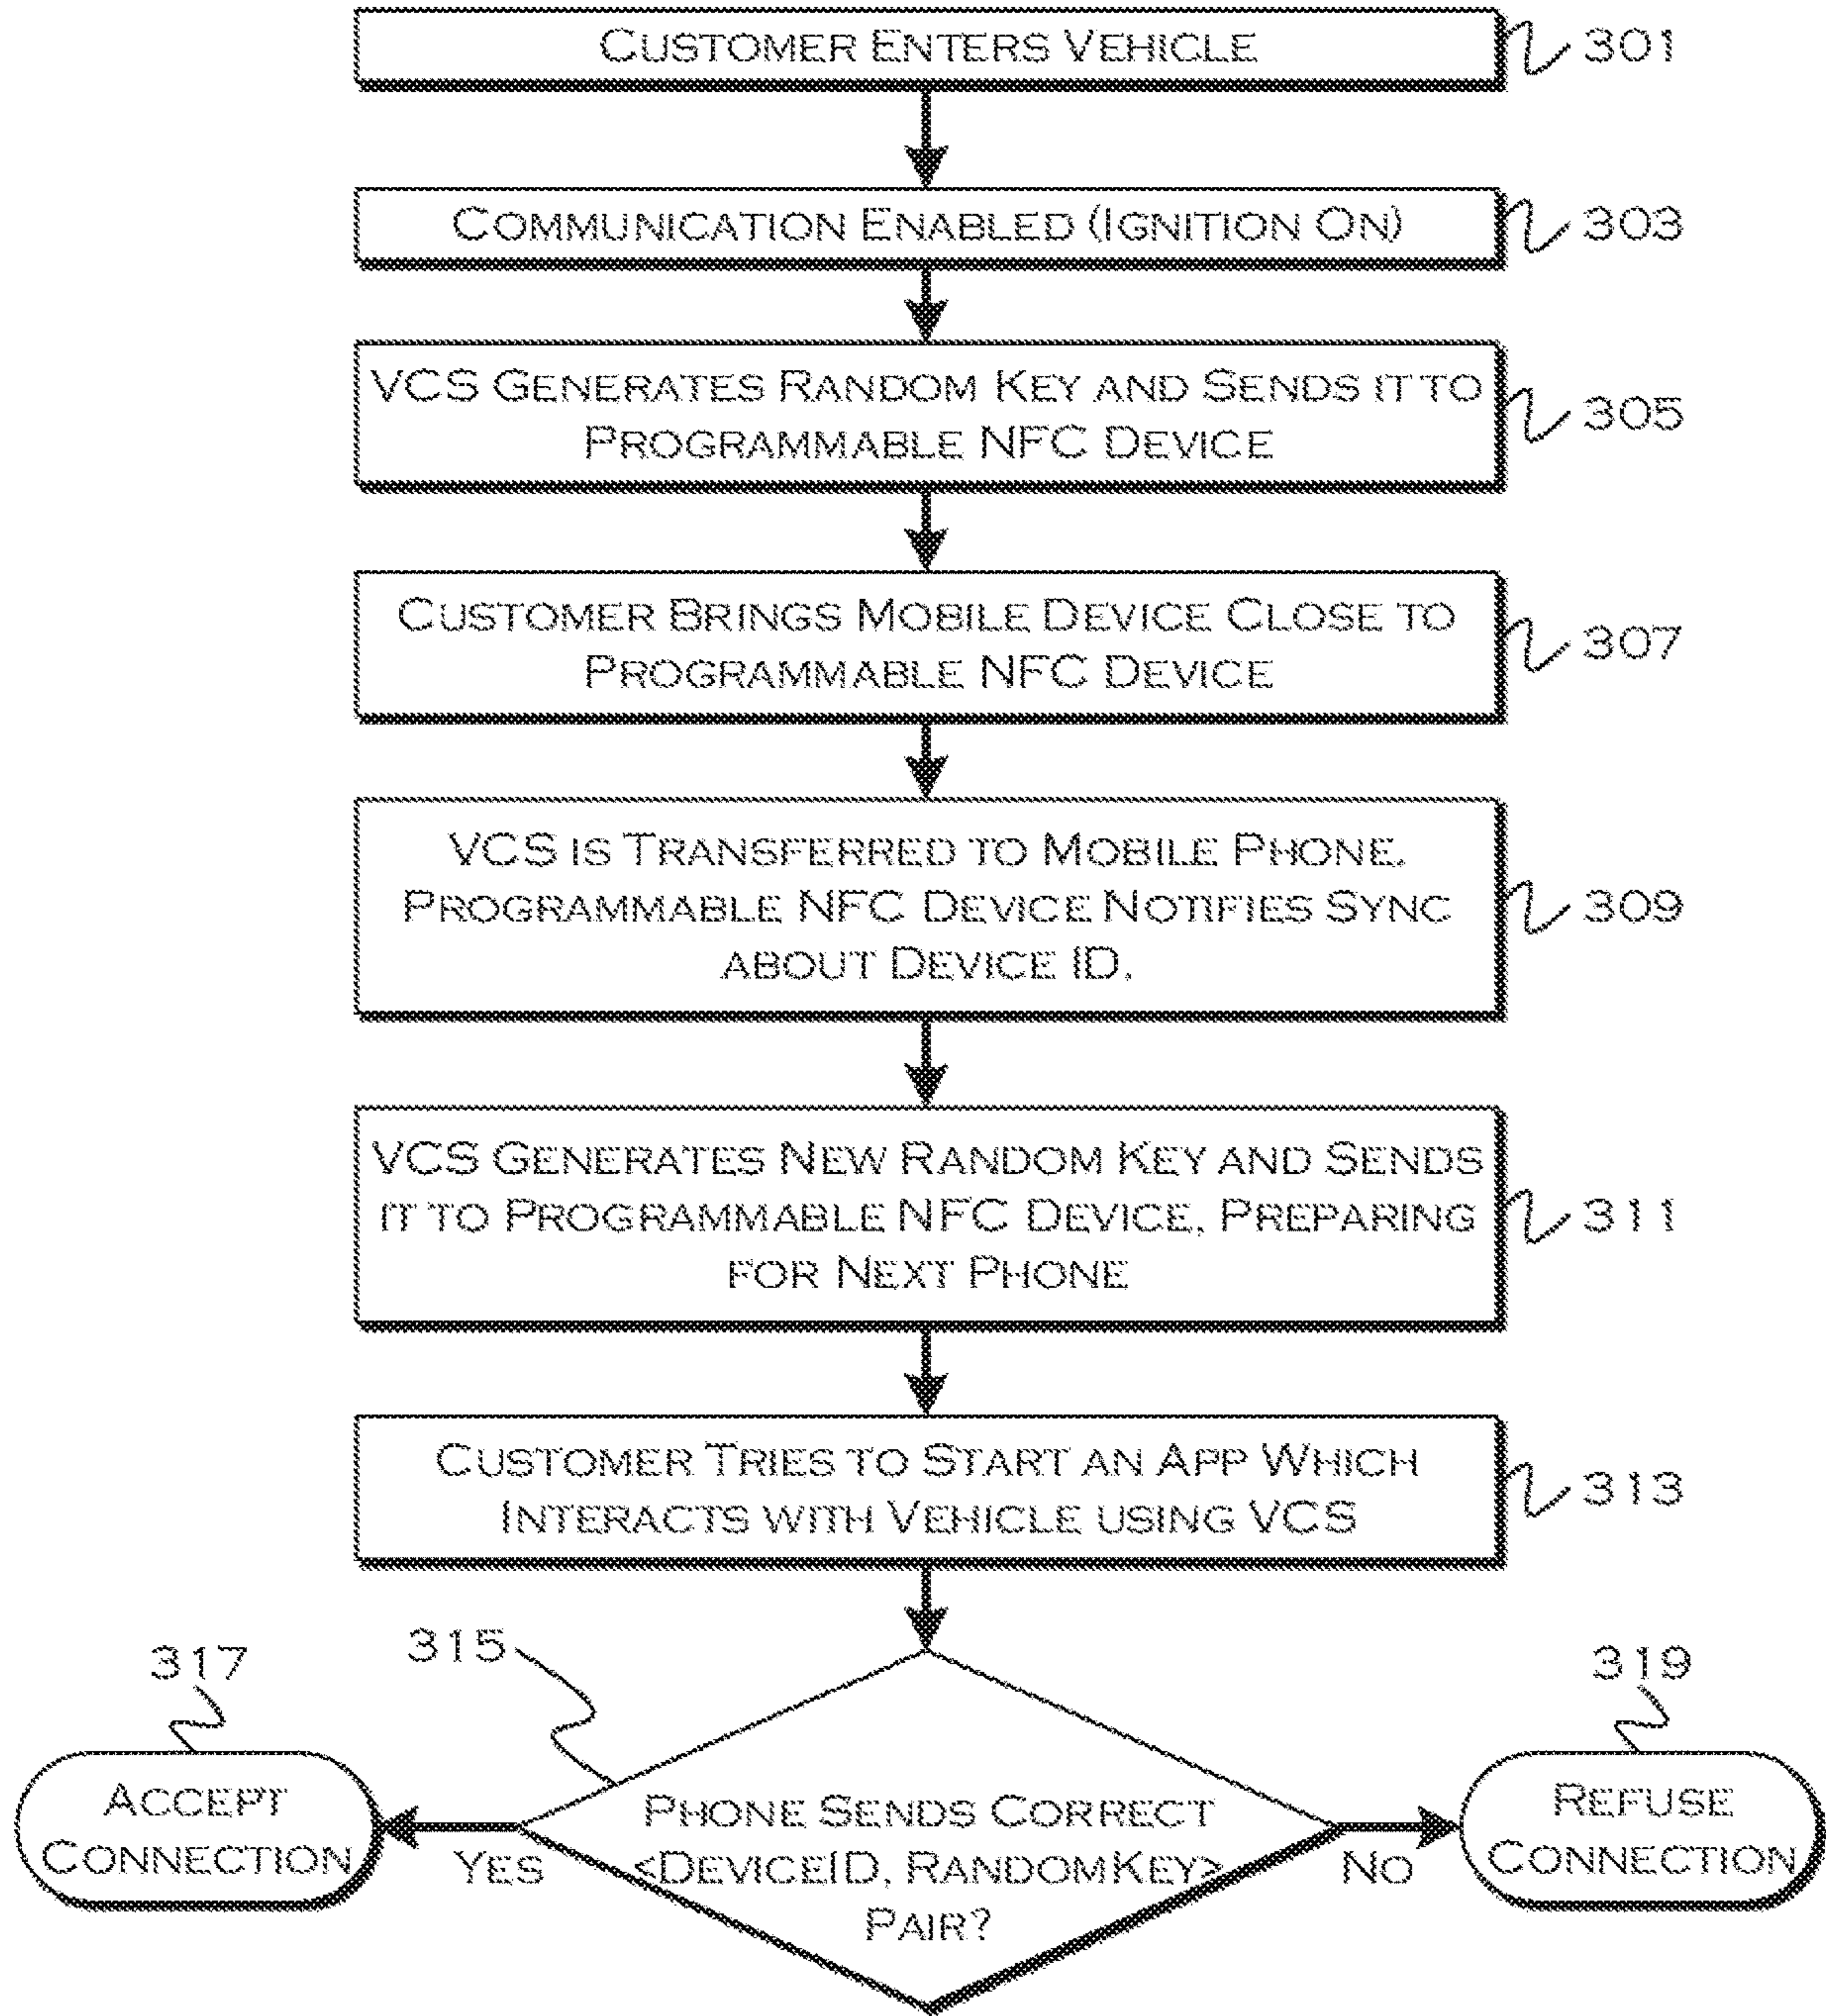 CUSTOMER ENTERS VEHICLE
301
COMMUNICATION ENABLED (IGNITION ON)
303
VCS GENERATES RANDOM KEY AND SENDS IT TO
PROGRAMMABLE NFC DEVICE
305
CUSTOMER BRINGS MOBILE DEVICE CLOSE TO
PROGRAMMABLE NFC DEVICE
307
VCS IS TRANSFERRED TO MOBILE PHONE.
PROGRAMMABLE NFC DEVICE NOTIFIES SYNC
ABOUT DEVICE ID.
309
VCS GENERATES NEW RANDOM KEY AND SENDS
IT TO PROGRAMMABLE NFC DEVICE, PREPARING
FOR NEXT PHONE
311
CUSTOMER TRIES TO START AN APP WHICH
INTERACTS WITH VEHICLE USING VCS
313
315
317
319
ACCEPT
CONNECTION
YES
PHONE SENDS CORRECT
<DEVICEID, RANDOMKEY>
PAIR?
NO
REFUSE
CONNECTION